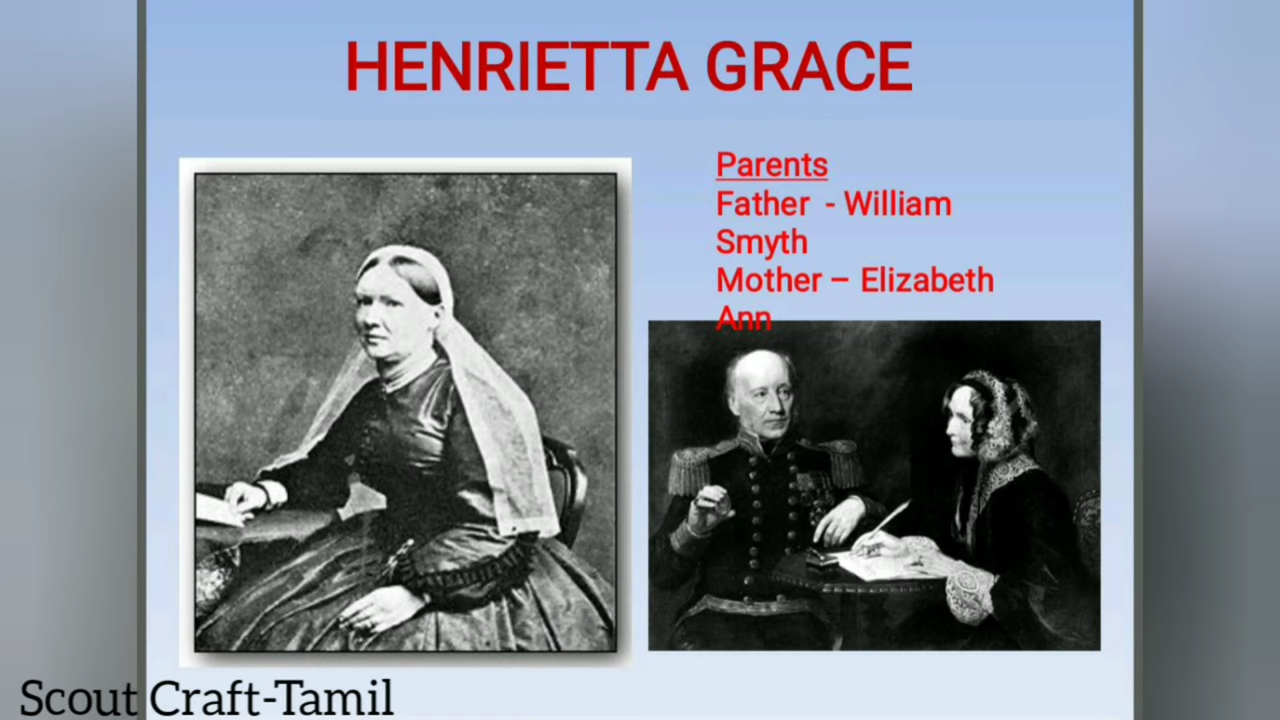 HENRIETTA GRACE
Parents
Father - William
Smyth
Mother – Elizabeth
Ann
Scout Craft-Tamil